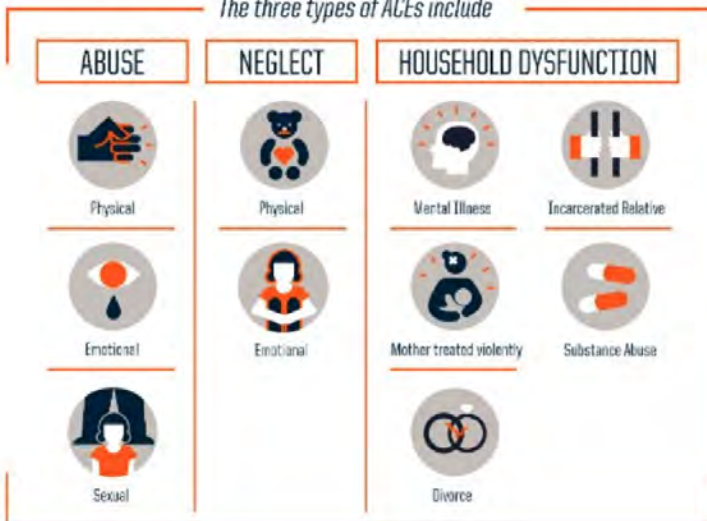 The three types of ACEs include
ABUSE
NEGLECT
HOUSEHOLD DYSFUNCTION
Physical
Physical
Mental Illness
Incarcerated Relative
Emotional
Emotional
Mother treated violently
Substance Abuse
Sexual
Divorce